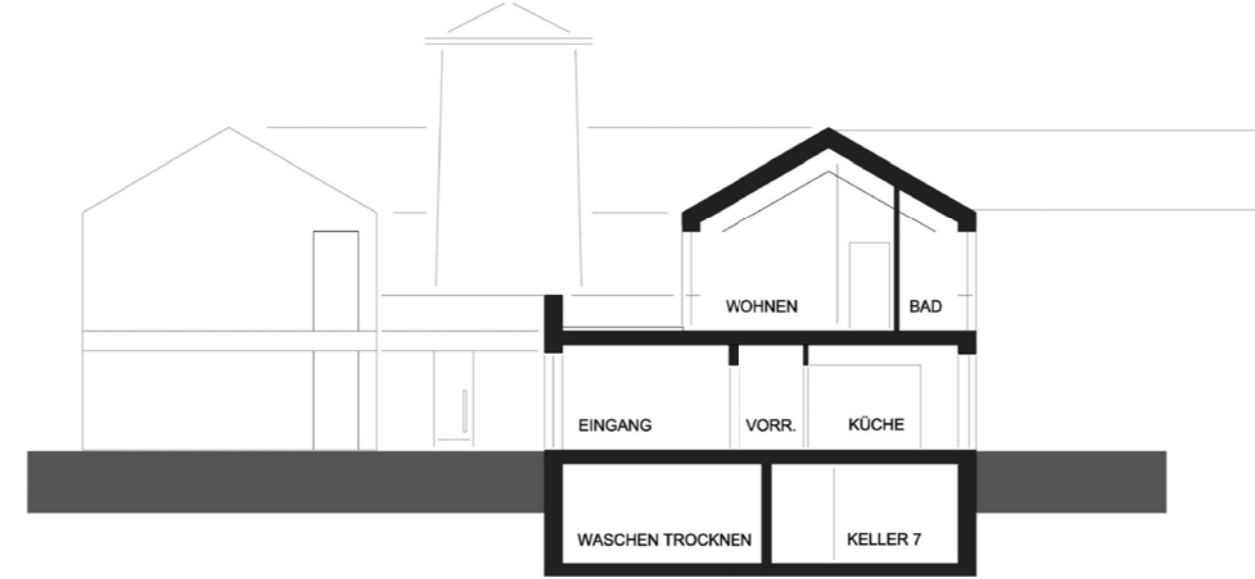 WOHNEN
BAD
EINGANG
VORR.
KÜCHE
WASCHEN TROCKNEN
KELLER 7